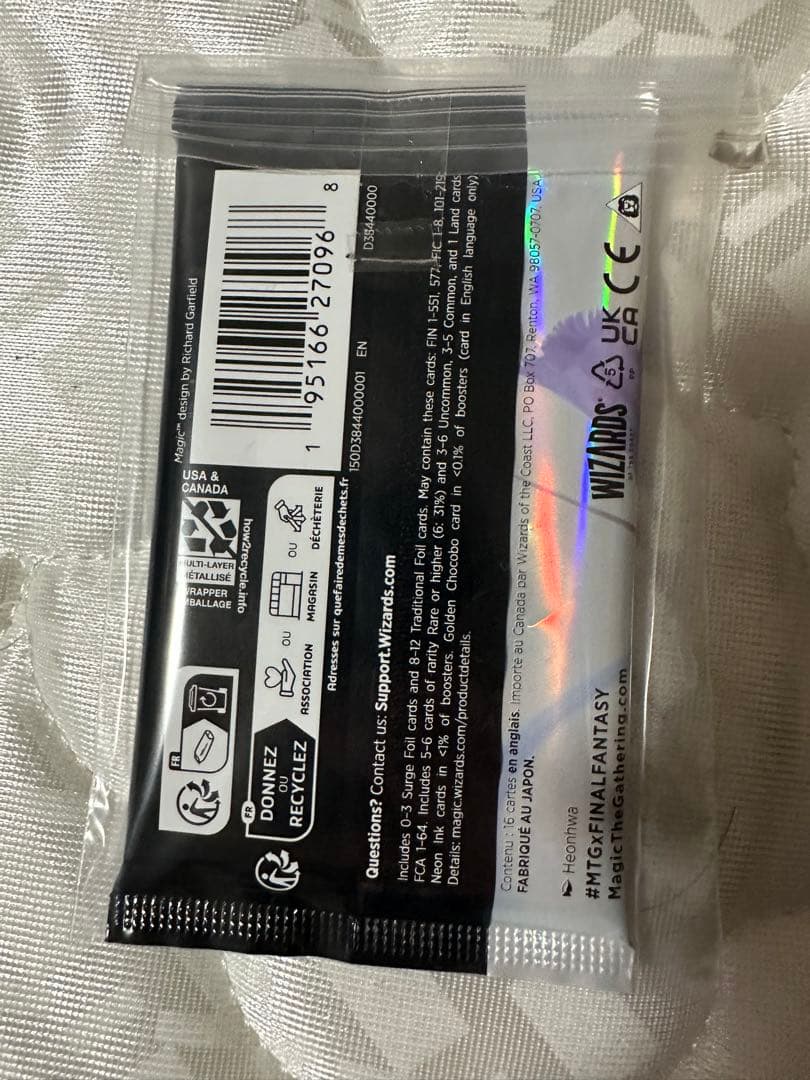 Magic™ design by Richard Garfield
1 95166 27096 8
USA &
CANADA
MULTI-LAYER
MÉTALLISÉ
WRAPPER
how2recycle.info
FR
FR
DONNEZ
OU
RECYCLEZ
ASSOCIATION
OU
MAGASIN
OU
DÉCHÈTERIE
Adresses sur quefairedemesdechets.fr
150D3844000001 EN
D38440000
Questions? Contact us: Support.Wizards.com
Includes 0-3 Surge Foil cards and 8-12 Traditional Foil cards. May contain these cards: FIN 1-551, 577, FIC 1-8, 101-219,
FCA 1-64. Includes 5-6 cards of rarity Rare or higher (6: 31%) and 3-6 Uncommon, 3-5 Common, and 1 Land cards.
Neon Ink cards in <1% of boosters. Golden Chocobo card in <0.1% of boosters (card in English language only).
Details: magic.wizards.com/productdetails.
Contenu : 16 cartes en anglais. Importé au Canada par Wizards of the Coast LLC, PO Box 707, Renton, WA 98057-0707 USA.
FABRIQUÉ AU JAPON.
Heonhwa
#MTGxFINALFANTASY
MagicTheGathering.com
WIZARDS
OF THE COAST
5
PP
UK
CA
CE